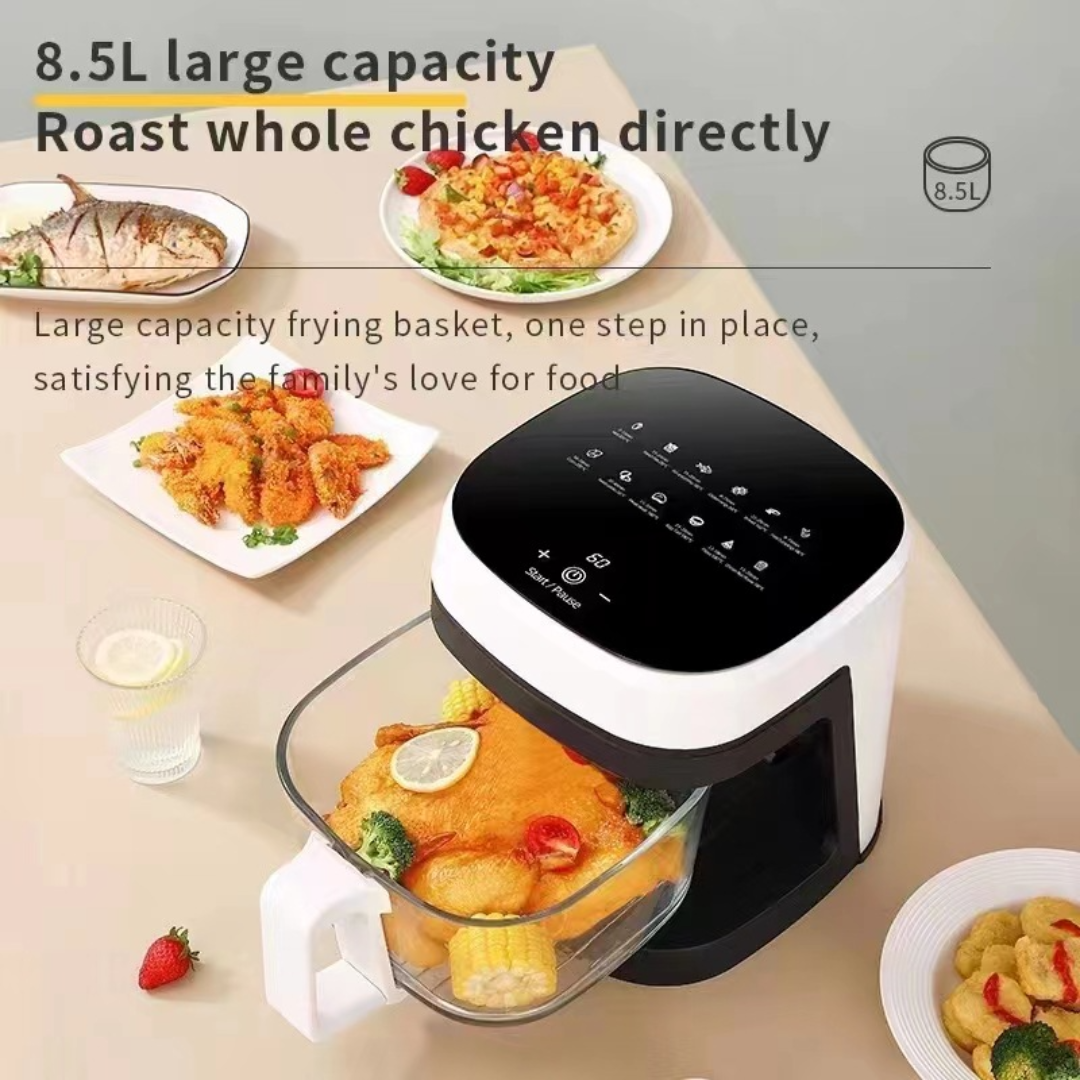 8.5L large capacity
Roast whole chicken directly
8.5L
Large capacity frying basket, one step in place,
satisfying the family's love for food
60
+
Start/Pause
−